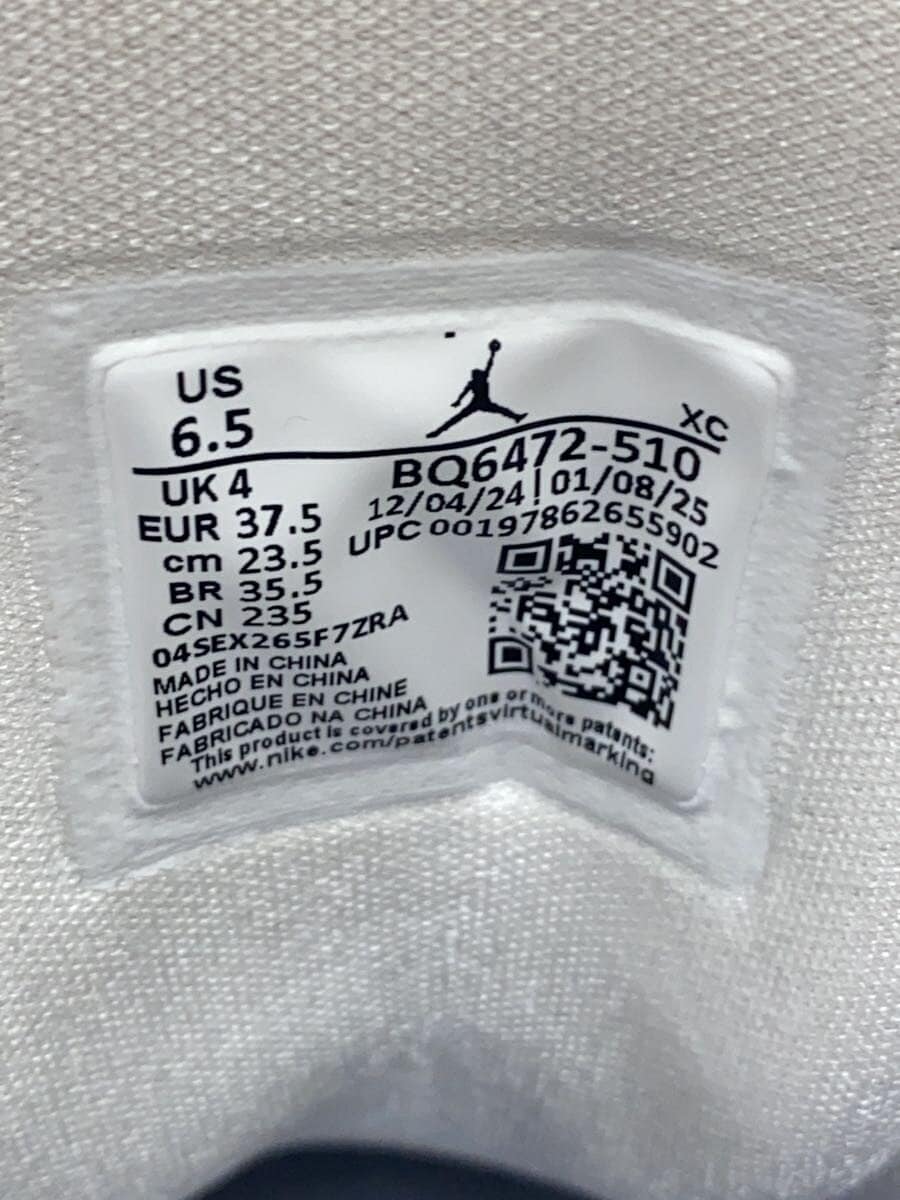 US
6.5
XC
UK 4
EUR 37.5
cm 23.5
BR 35.5
CN 235
BQ6472-510
12/04/24 | 01/08/25
UPC 00197862655902
04SEX265F7ZRA
MADE IN CHINA
HECHO EN CHINA
FABRIQUE EN CHINE
FABRICADO NA CHINA
This product is covered by one or more patents:
www.nike.com/patentsvirtualmarking